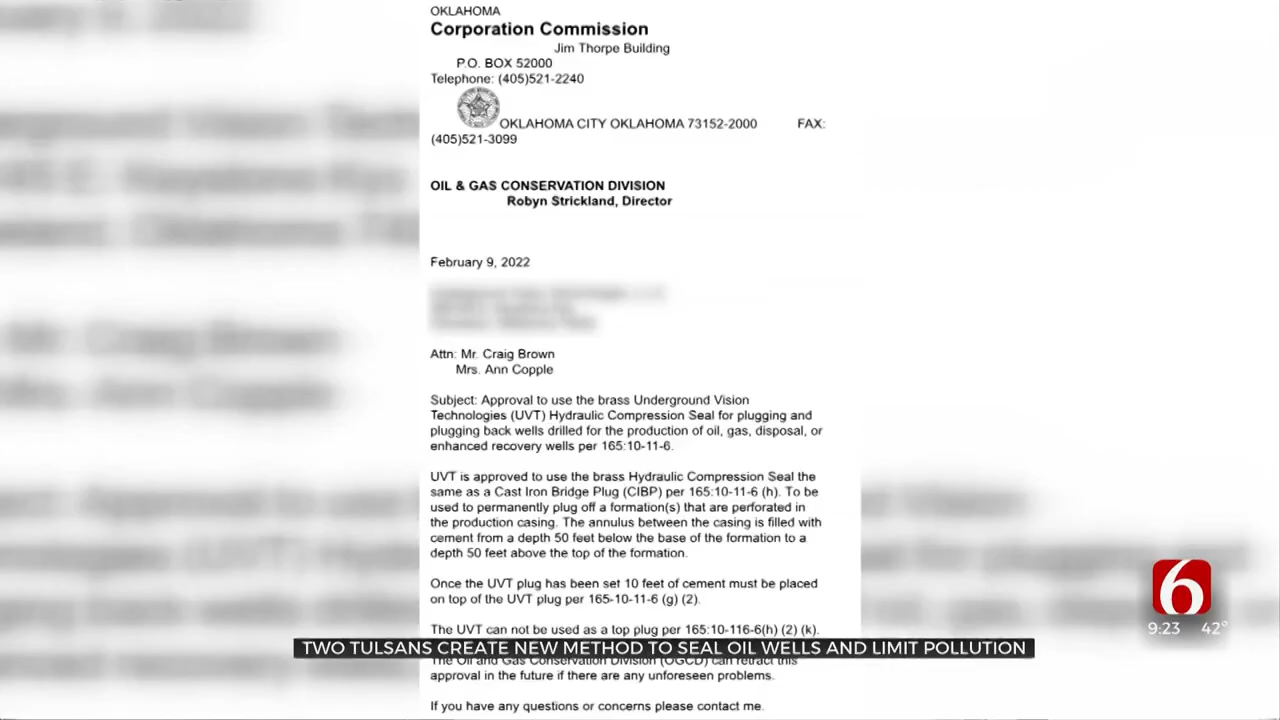 OKLAHOMA
Corporation Commission
Jim Thorpe Building
P.O. BOX 52000
Telephone: (405)521-2240
OKLAHOMA CITY OKLAHOMA 73152-2000 FAX:
(405)521-3099
OIL & GAS CONSERVATION DIVISION
Robyn Strickland, Director
February 9, 2022
Attn: Mr. Craig Brown
Mrs. Ann Copple
Subject: Approval to use the brass Underground Vision
Technologies (UVT) Hydraulic Compression Seal for plugging and
plugging back wells drilled for the production of oil, gas, disposal, or
enhanced recovery wells per 165:10-11-6.
UVT is approved to use the brass Hydraulic Compression Seal the
same as a Cast Iron Bridge Plug (CIBP) per 165:10-11-6 (h). To be
used to permanently plug off a formation(s) that are perforated in
the production casing. The annulus between the casing is filled with
cement from a depth 50 feet below the base of the formation to a
depth 50 feet above the top of the formation.
Once the UVT plug has been set 10 feet of cement must be placed
on top of the UVT plug per 165-10-11-6 (g) (2).
The UVT can not be used as a top plug per 165:10-116-6(h) (2) (k).
TWO TULSANS CREATE NEW METHOD TO SEAL OIL WELLS AND LIMIT POLLUTION
The Oil and Gas Conservation Division (OGCD) can retract this
approval in the future if there are any unforeseen problems.
If you have any questions or concerns please contact me.
6
9:23 42°